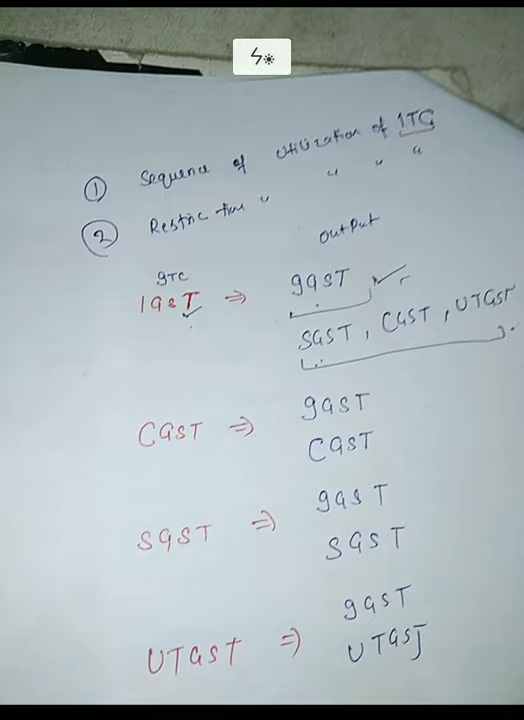 ① Sequence of utilization of ITC
② Restriction " " " "
output
ITC
IGST ⇒ IGST
SGST, CGST, UTGST
CGST ⇒ IGST
CGST
SGST ⇒ IGST
SGST
UTGST ⇒ IGST
UTGST